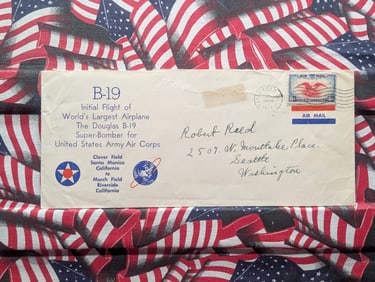 B-19
Initial Flight of
World's Largest Airplane
The Douglas B-19
Super-Bomber for
United States Army Air Corps
Clover Field
Santa Monica
California
to
March Field
Riverside
California
AIR MAIL
Robert Reed
2507 W. Montlake Place
Seattle
Washington